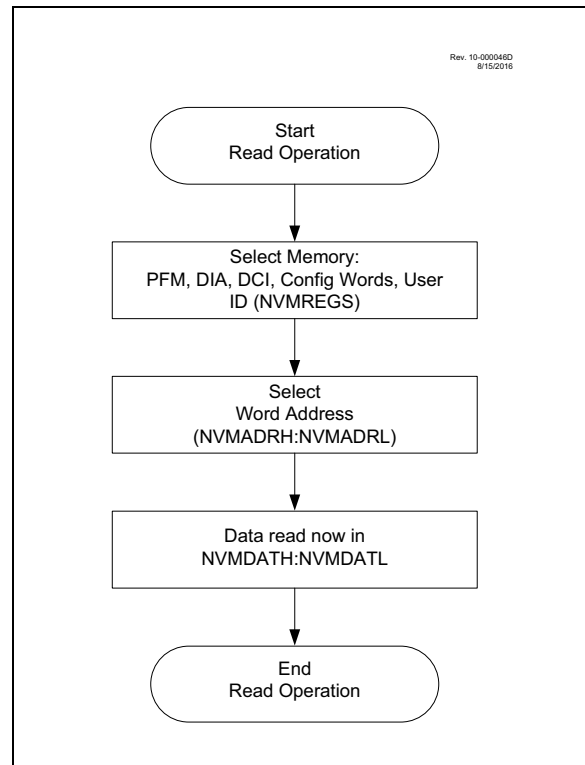 Rev. 10-000046D
8/15/2016
Start
Read Operation
Select Memory:
PFM, DIA, DCI, Config Words, User
ID (NVMREGS)
Select
Word Address
(NVMADRH:NVMADRL)
Data read now in
NVMDATH:NVMDATL
End
Read Operation